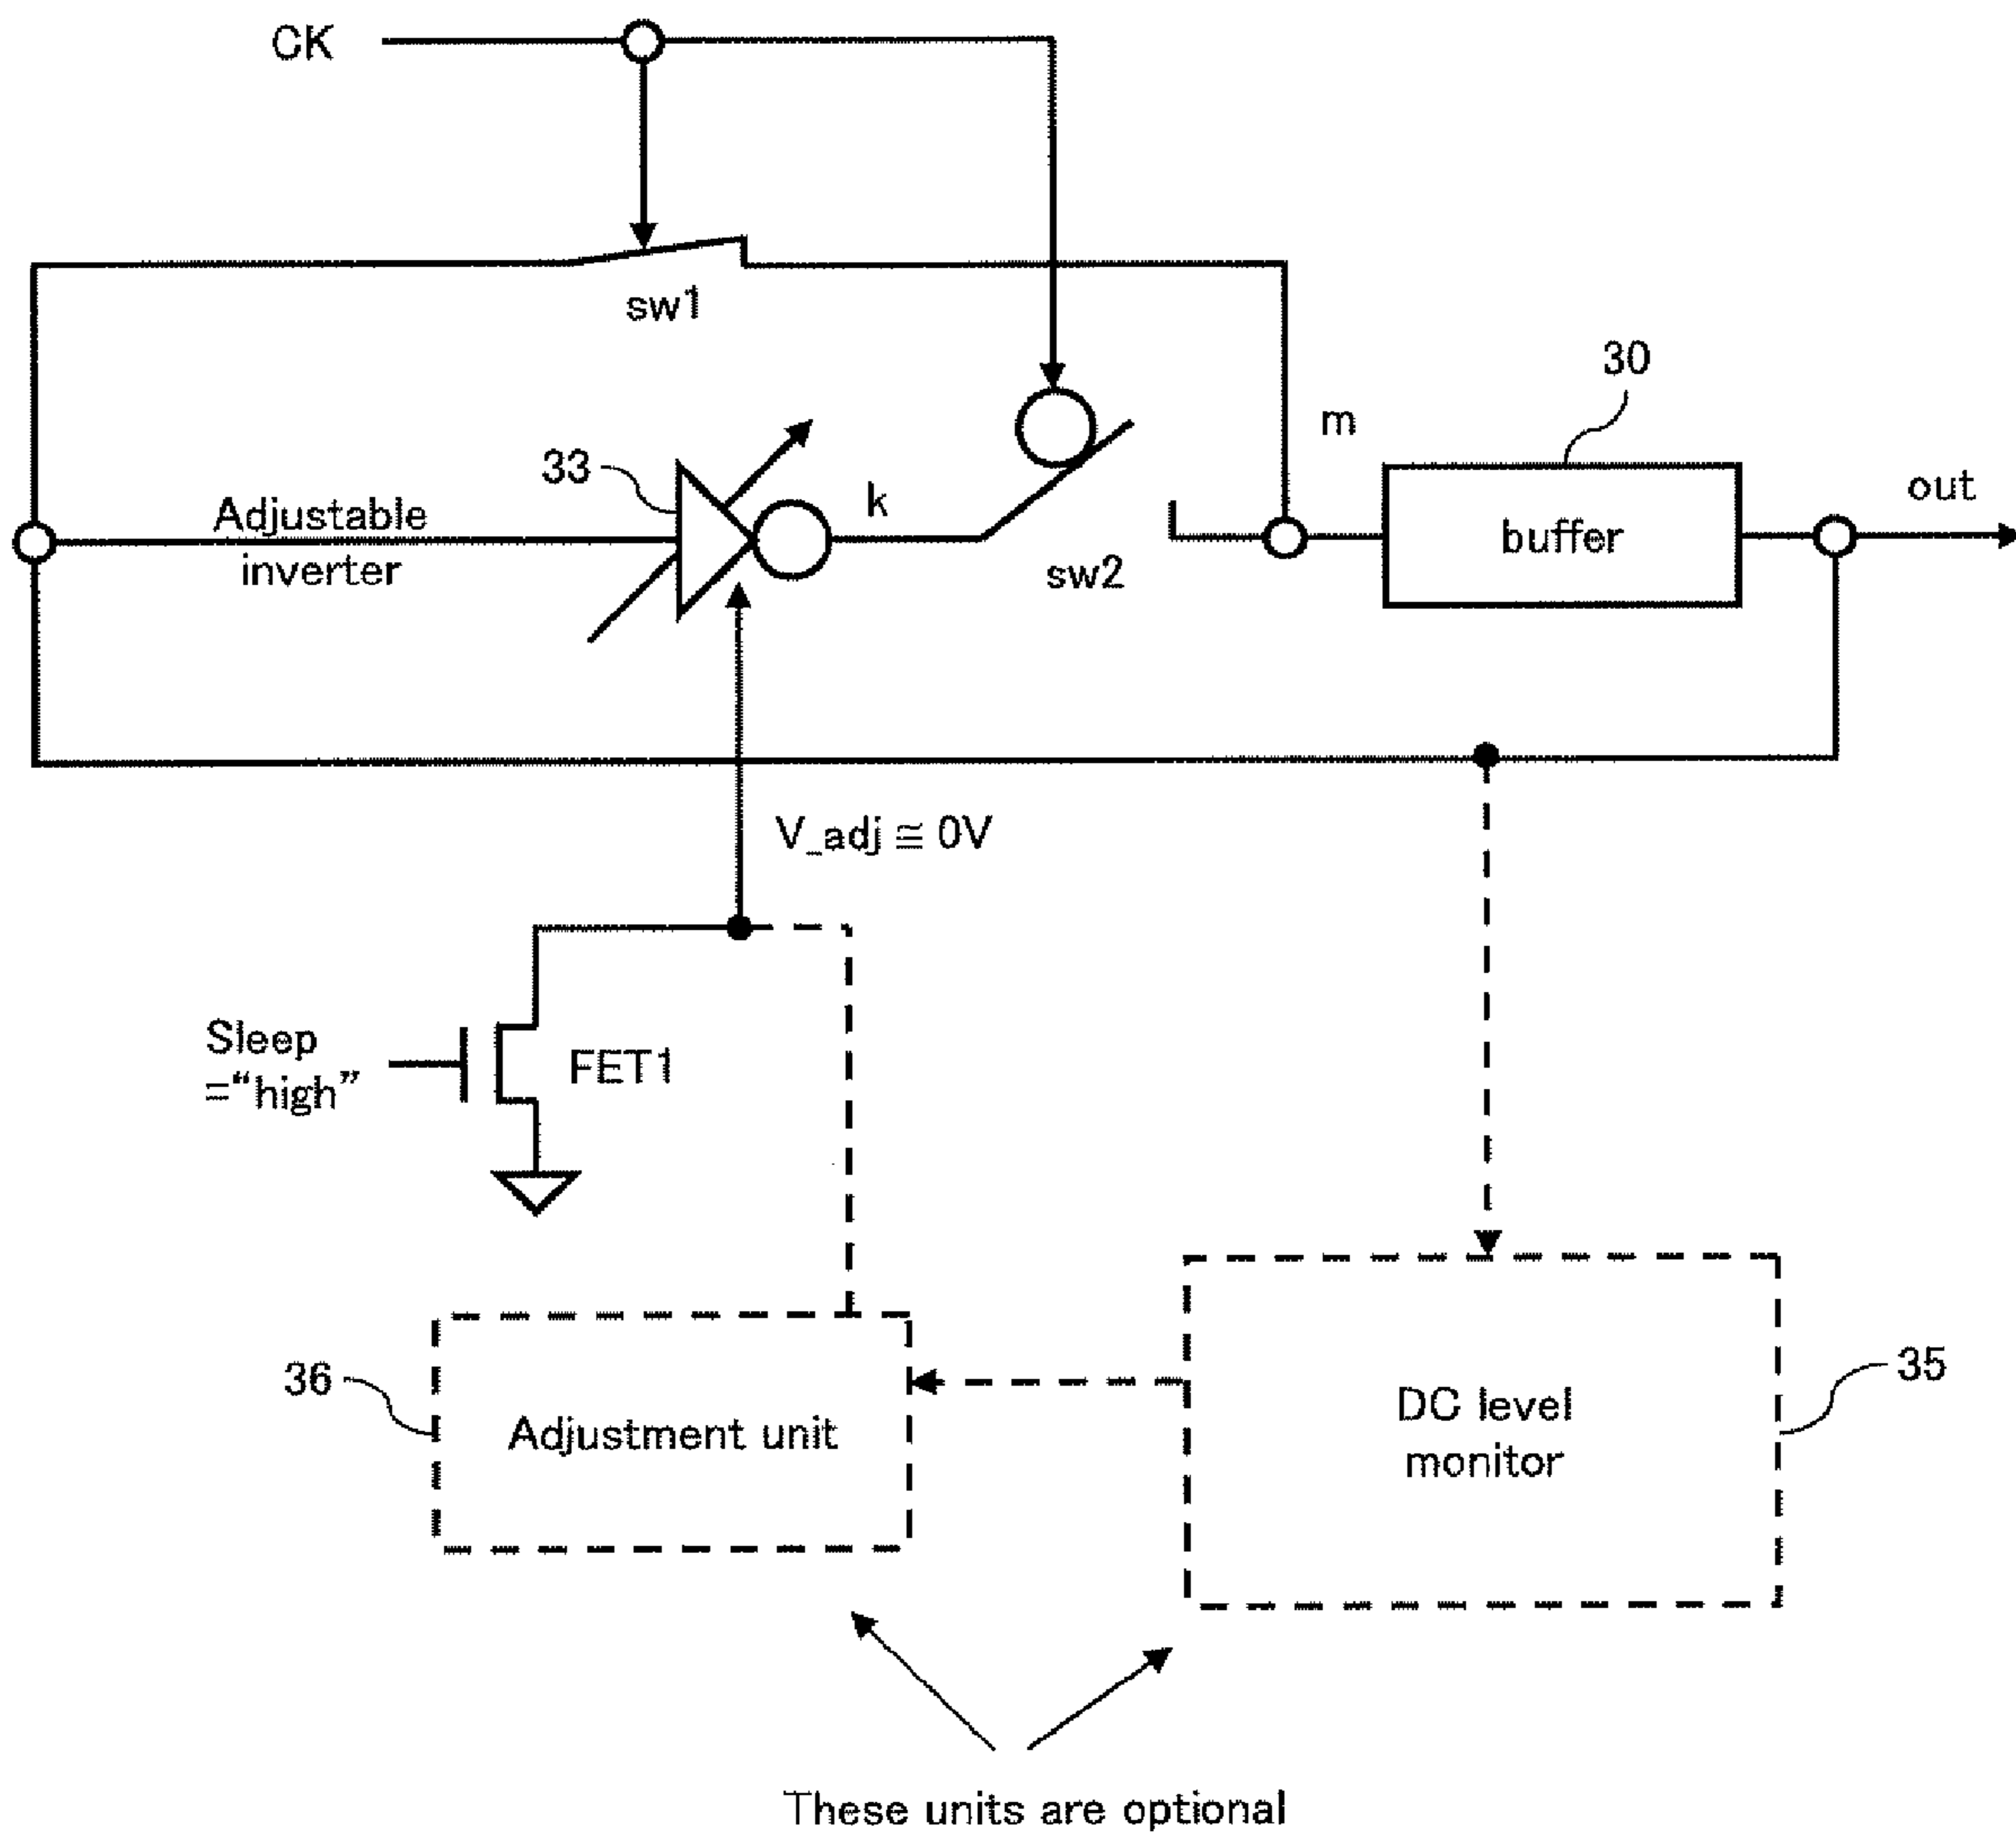 CK
sw1
30
m
33
k
out
Adjustable
inverter
buffer
sw2
V_adj ≅ 0V
Sleep
="high"
FET1
36
35
Adjustment unit
DC level
monitor
These units are optional